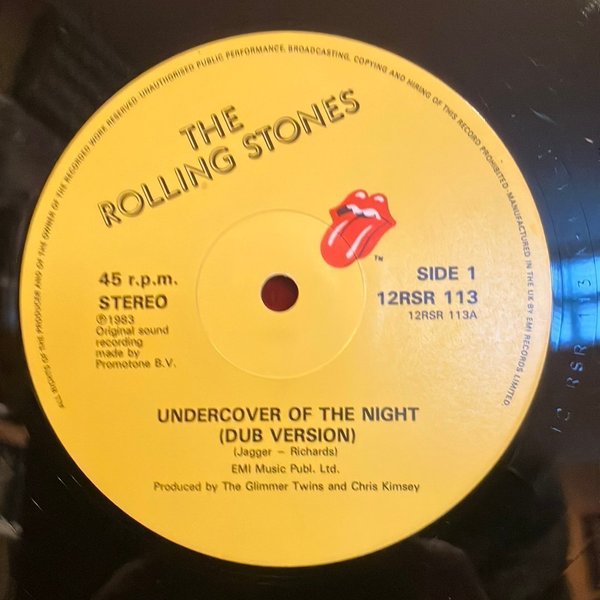 ALL RIGHTS OF THE PRODUCER AND OF THE OWNER OF THE RECORDED WORK RESERVED. UNAUTHORISED PUBLIC PERFORMANCE, BROADCASTING, COPYING AND HIRING OF THIS RECORD PROHIBITED. MANUFACTURED IN THE UK BY EMI RECORDS LIMITED.
THE
ROLLING STONES
TM
45 r.p.m.
STEREO
℗1983
Original sound
recording
made by
Promotone B.V.
SIDE 1
12RSR 113
12RSR 113A
UNDERCOVER OF THE NIGHT
(DUB VERSION)
(Jagger – Richards)
EMI Music Publ. Ltd.
Produced by The Glimmer Twins and Chris Kimsey
12 RSR 113